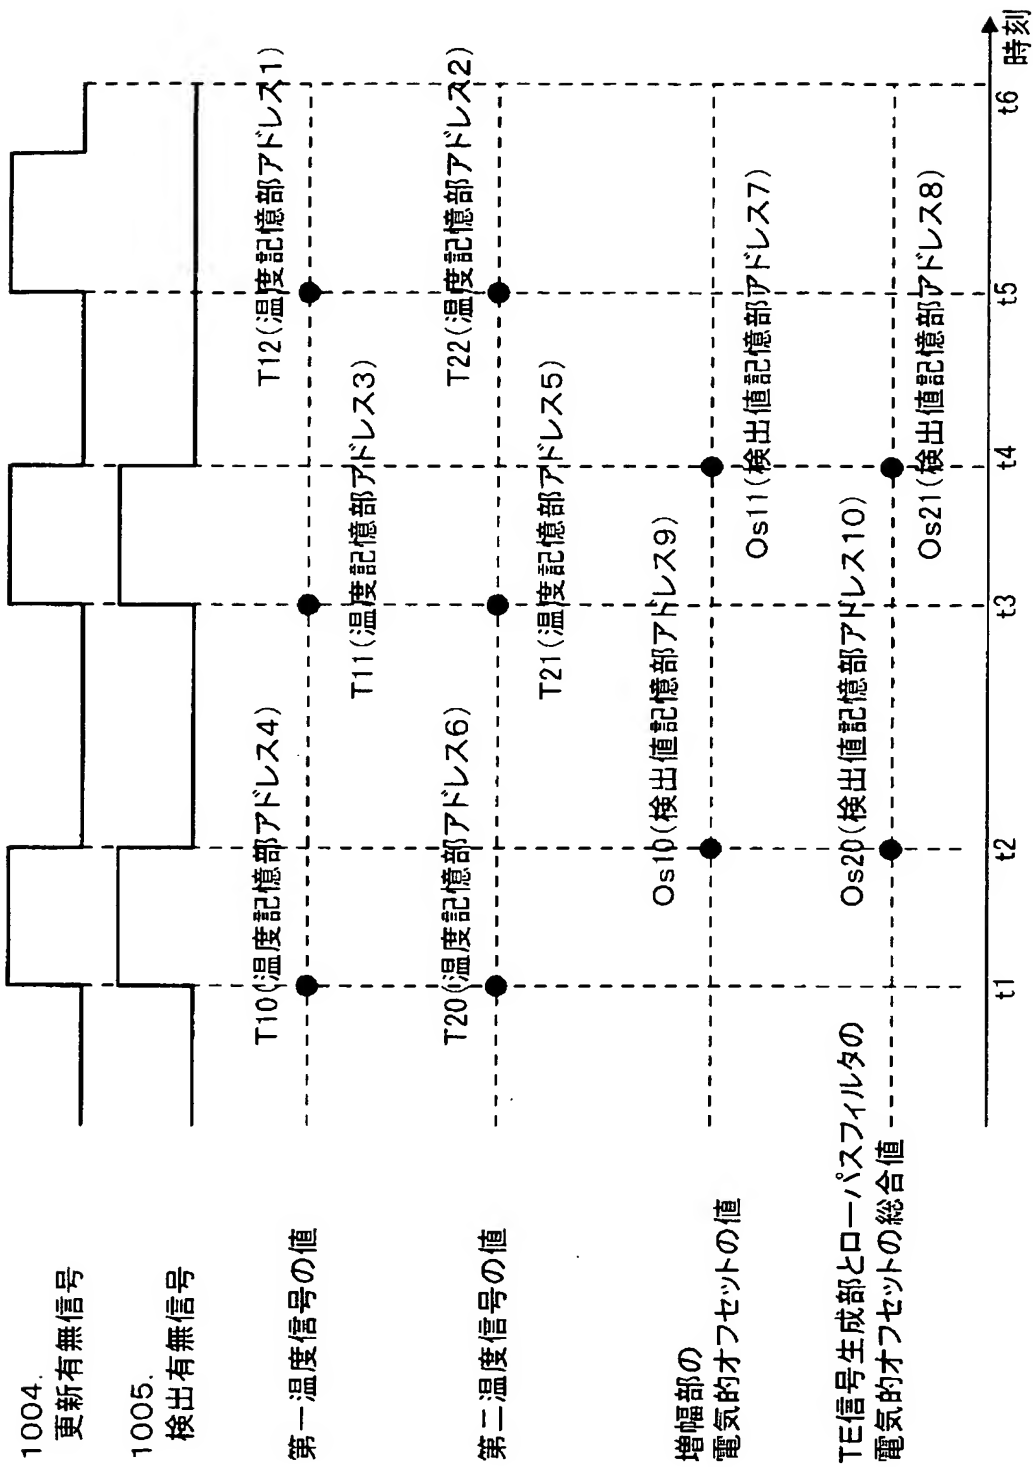 1004.
更新有無信号
1005.
検出有無信号
T10(温度記憶部アドレス4)
T11(温度記憶部アドレス3)
T12(温度記憶部アドレス1)
第一温度信号の値
T20(温度記憶部アドレス6)
T21(温度記憶部アドレス5)
T22(温度記憶部アドレス2)
第二温度信号の値
Os10(検出値記憶部アドレス9)
Os11(検出値記憶部アドレス7)
増幅部の
電気的オフセットの値
Os20(検出値記憶部アドレス10)
Os21(検出値記憶部アドレス8)
TE信号生成部とローパスフィルタの
電気的オフセットの総合値
t1 t2 t3 t4 t5 t6
時刻